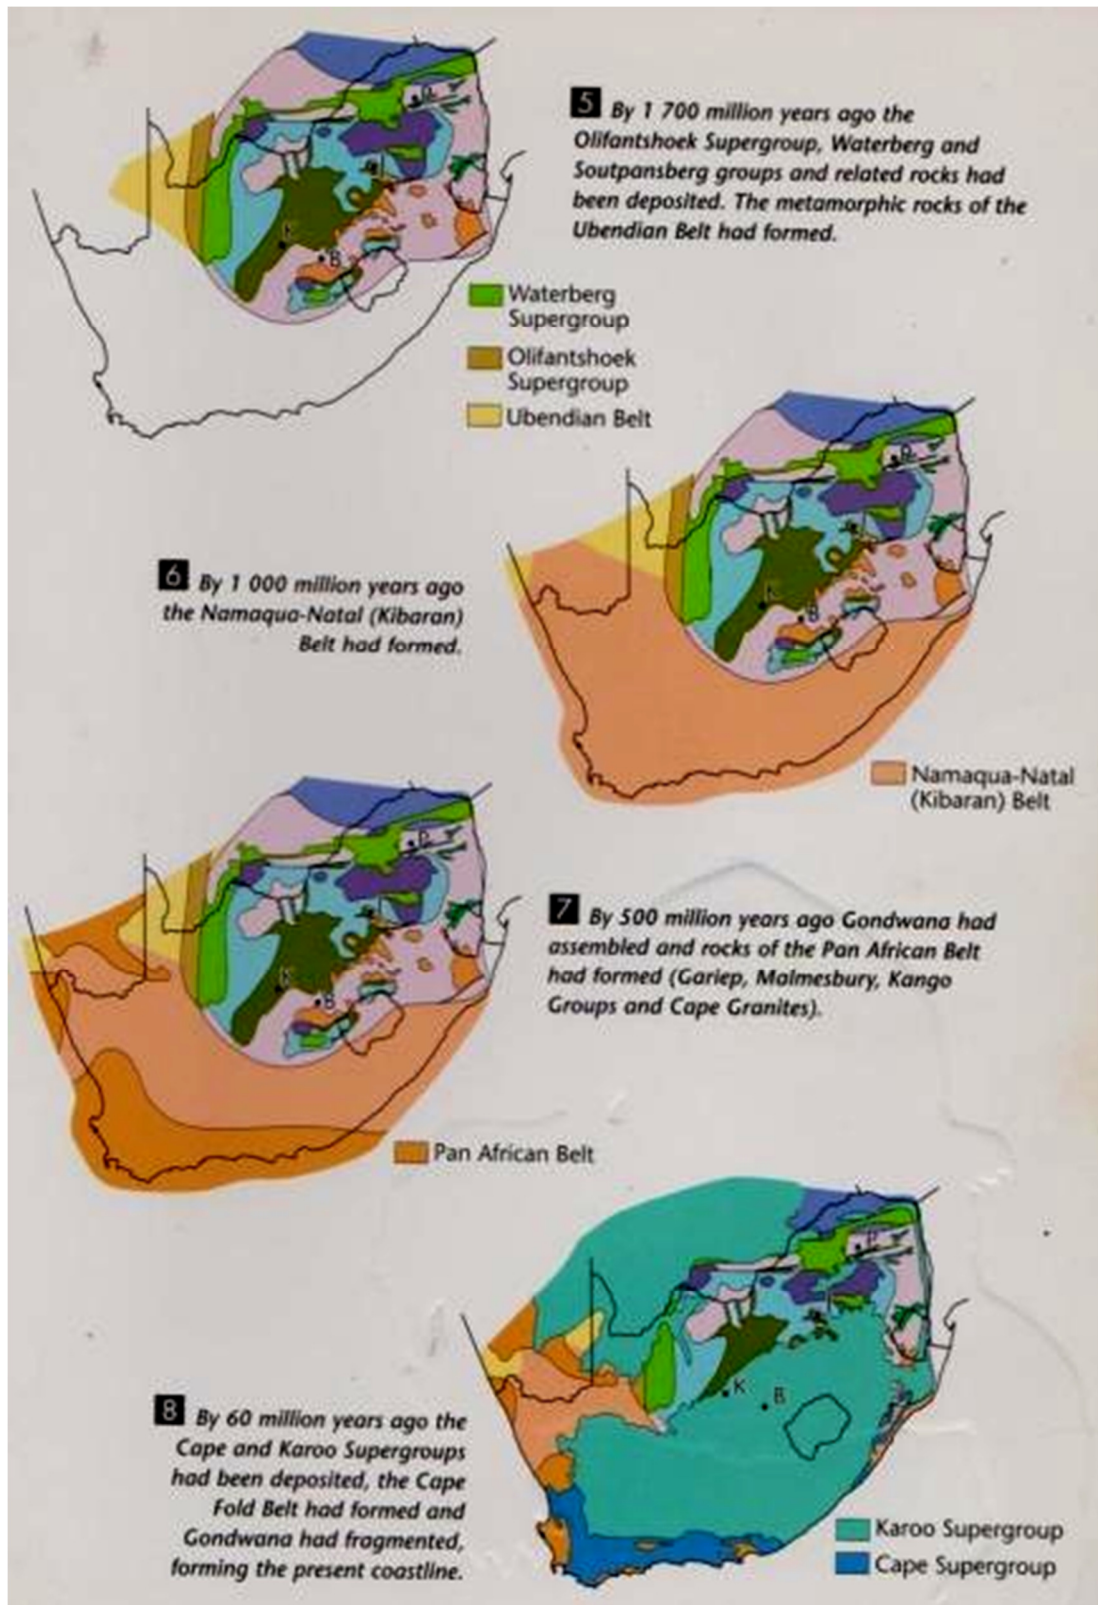 5 By 1 700 million years ago the
Olifantshoek Supergroup, Waterberg and
Soutpansberg groups and related rocks had
been deposited. The metamorphic rocks of the
Ubendian Belt had formed.
K
B
Waterberg
Supergroup
Olifantshoek
Supergroup
Ubendian Belt
6 By 1 000 million years ago
the Namaqua-Natal (Kibaran)
Belt had formed.
K
B
Namaqua-Natal
(Kibaran) Belt
7 By 500 million years ago Gondwana had
assembled and rocks of the Pan African Belt
had formed (Gariep, Malmesbury, Kango
Groups and Cape Granites).
P
K
B
Pan African Belt
P
K
B
8 By 60 million years ago the
Cape and Karoo Supergroups
had been deposited, the Cape
Fold Belt had formed and
Gondwana had fragmented,
forming the present coastline.
Karoo Supergroup
Cape Supergroup